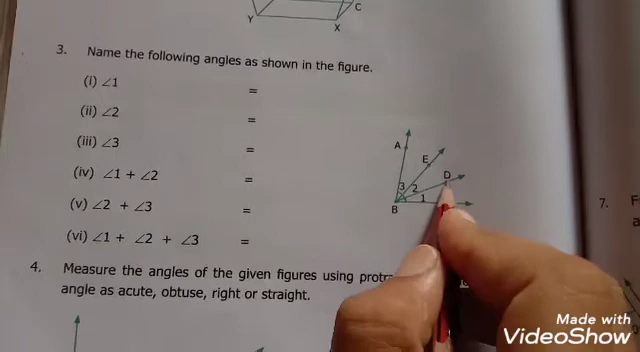 Y
C
X
3. Name the following angles as shown in the figure.
(i) ∠1 =
(ii) ∠2 =
(iii) ∠3 =
(iv) ∠1 + ∠2 =
(v) ∠2 + ∠3 =
(vi) ∠1 + ∠2 + ∠3 =
A
E
D
3 2 1
B
7. F
4. Measure the angles of the given figures using
angle as acute, obtuse, right or straight.
Made with
VideoShow